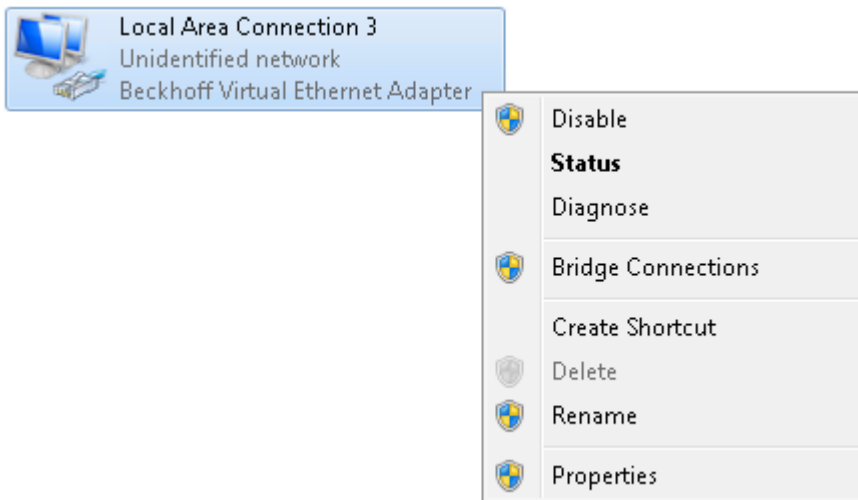 Local Area Connection 3
Unidentified network
Beckhoff Virtual Ethernet Adapter
Disable
Status
Diagnose
Bridge Connections
Create Shortcut
Delete
Rename
Properties